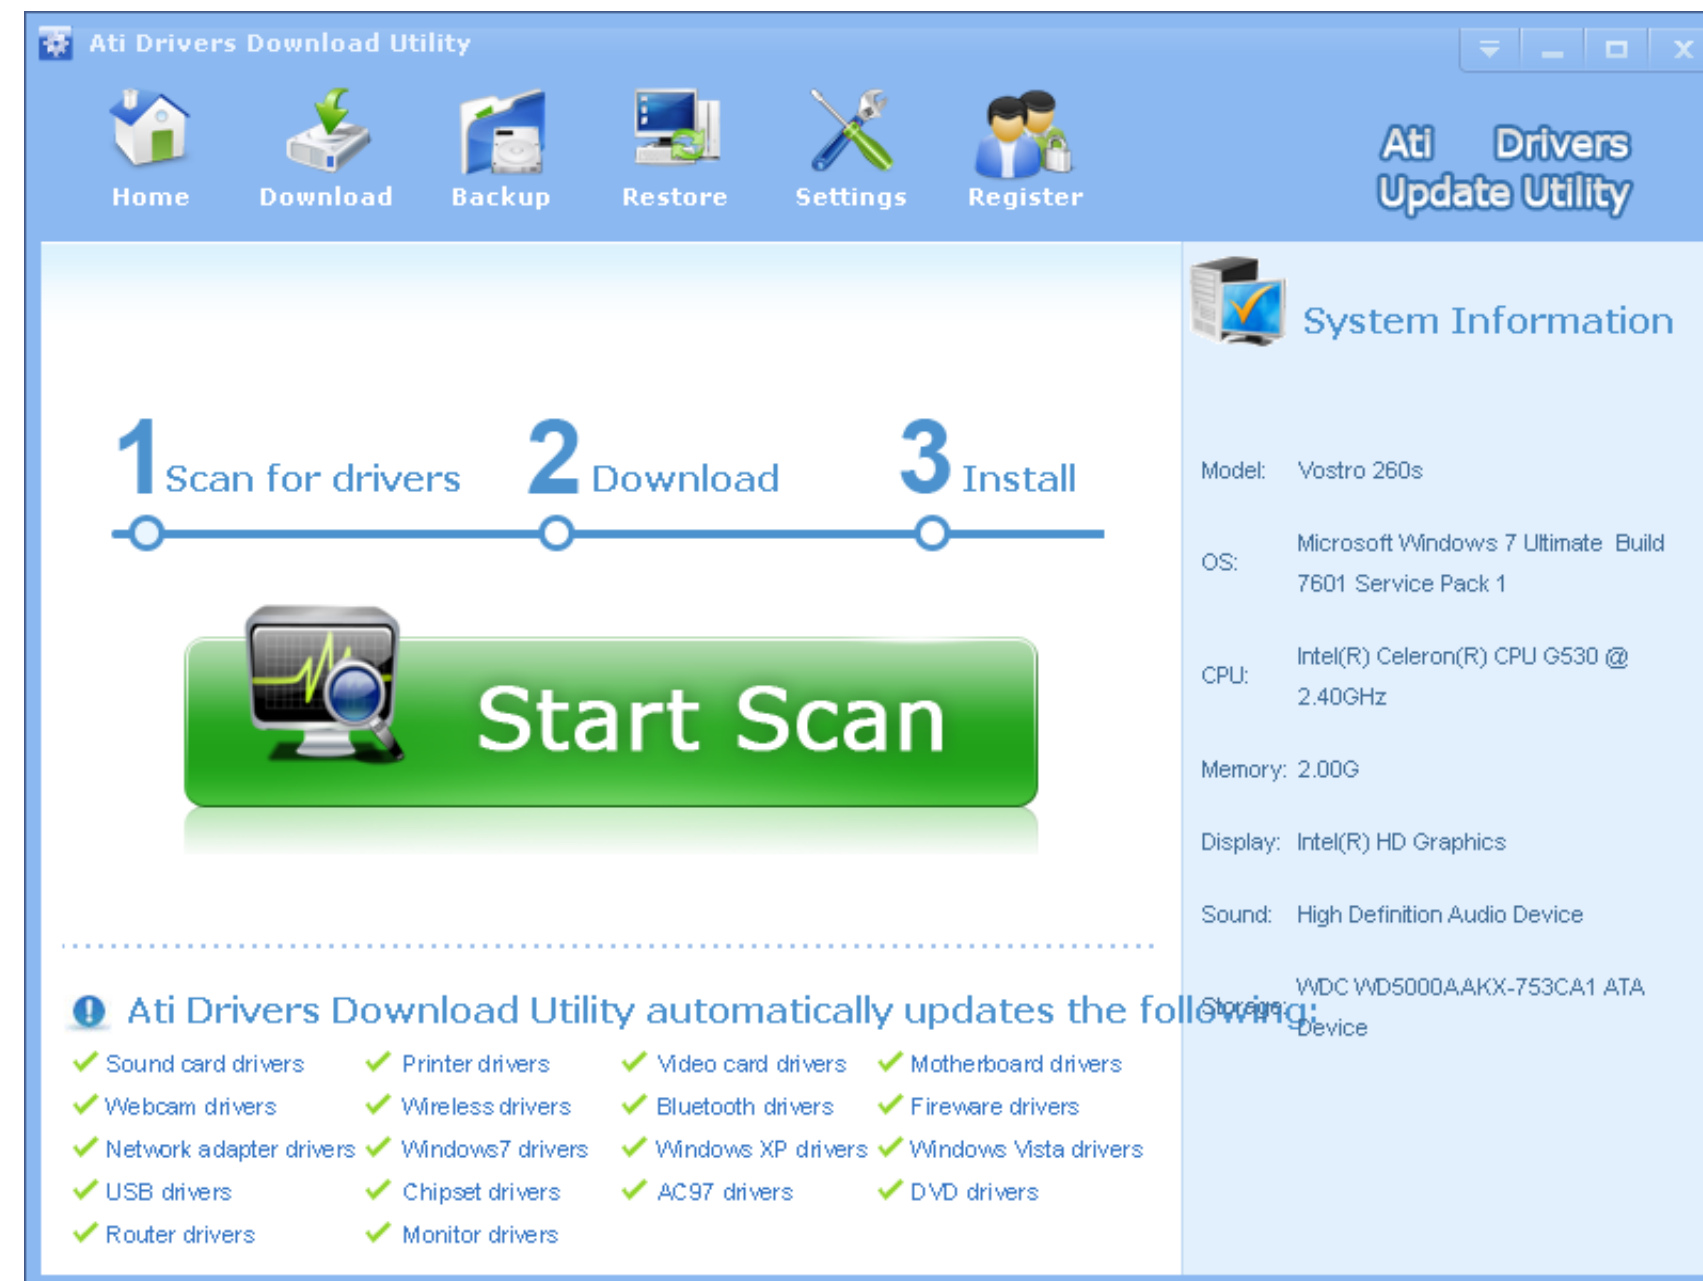 Ati Drivers Download Utility
Home Download Backup Restore Settings Register
Ati Drivers
Update Utility
System Information
1 Scan for drivers 2 Download 3 Install
Start Scan
Model: Vostro 260s
OS: Microsoft Windows 7 Ultimate Build
7601 Service Pack 1
CPU: Intel(R) Celeron(R) CPU G530 @
2.40GHz
Memory: 2.00G
Display: Intel(R) HD Graphics
Sound: High Definition Audio Device
Storage: WDC WD5000AAKX-753CA1 ATA
Device
Ati Drivers Download Utility automatically updates the following:
Sound card drivers Printer drivers Video card drivers Motherboard drivers
Webcam drivers Wireless drivers Bluetooth drivers Fireware drivers
Network adapter drivers Windows7 drivers Windows XP drivers Windows Vista drivers
USB drivers Chipset drivers AC97 drivers DVD drivers
Router drivers Monitor drivers